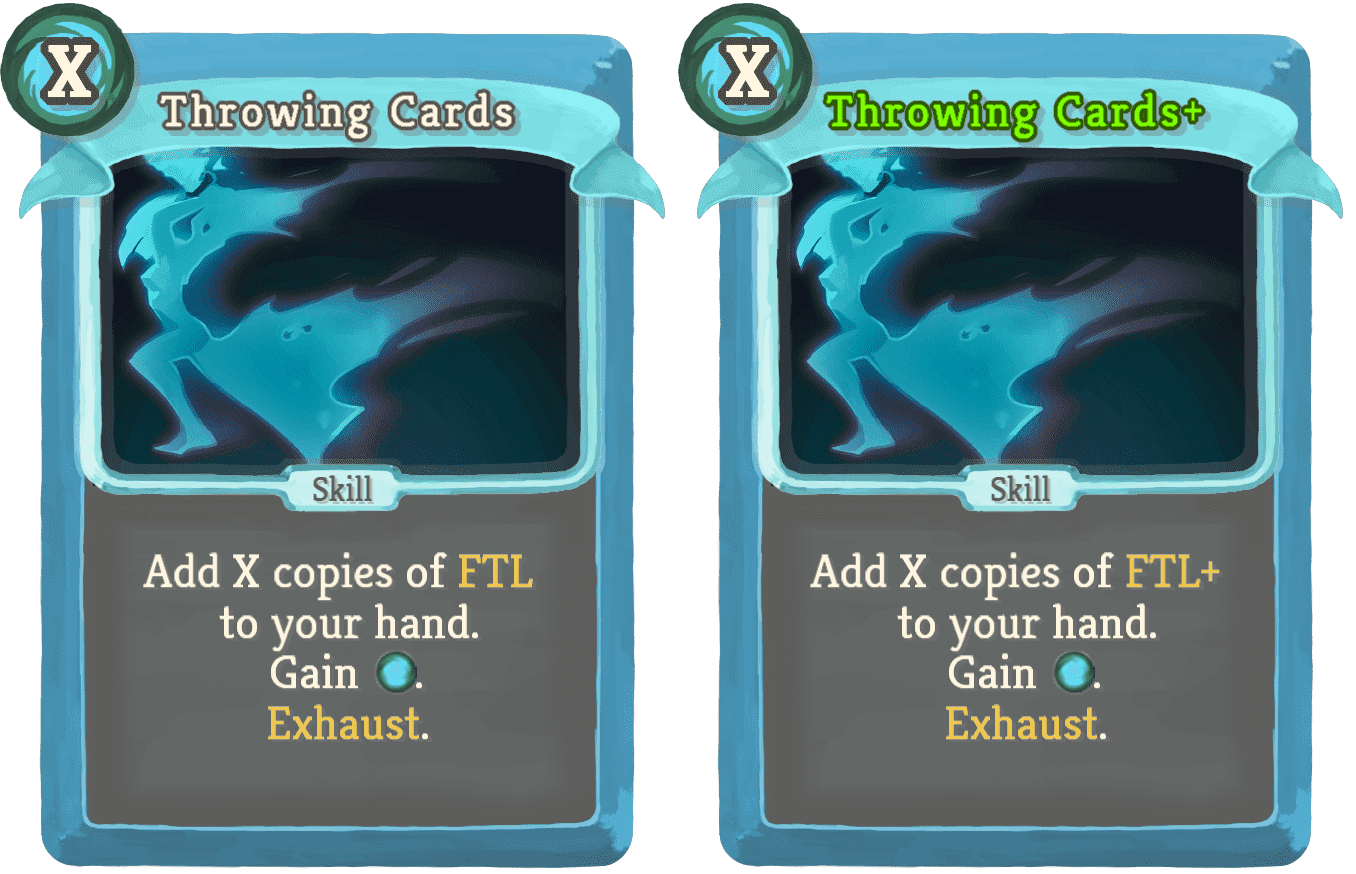 X
Throwing Cards
Skill
Add X copies of FTL
to your hand.
Gain .
Exhaust.
X
Throwing Cards+
Skill
Add X copies of FTL+
to your hand.
Gain .
Exhaust.